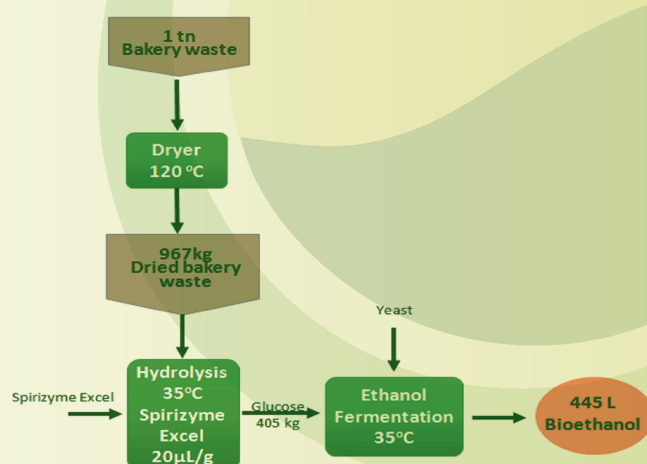 1 tn
Bakery waste
Dryer
120 ºC
967kg
Dried bakery
waste
Yeast
Spirizyme Excel
Hydrolysis
35ºC
Spirizyme
Excel
20µL/g
Glucose
405 kg
Ethanol
Fermentation
35ºC
445 L
Bioethanol